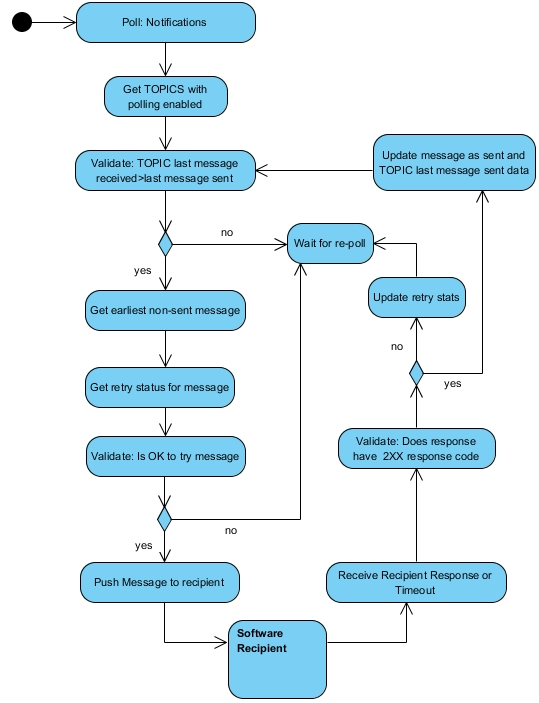 Poll: Notifications
Get TOPICS with
polling enabled
Validate: TOPIC last message
received>last message sent
Update message as sent and
TOPIC last message sent data
no
Wait for re-poll
yes
Get earliest non-sent message
Update retry stats
no
yes
Get retry status for message
Validate: Is OK to try message
Validate: Does response
have 2XX response code
no
yes
Push Message to recipient
Receive Recipient Response or
Timeout
Software
Recipient